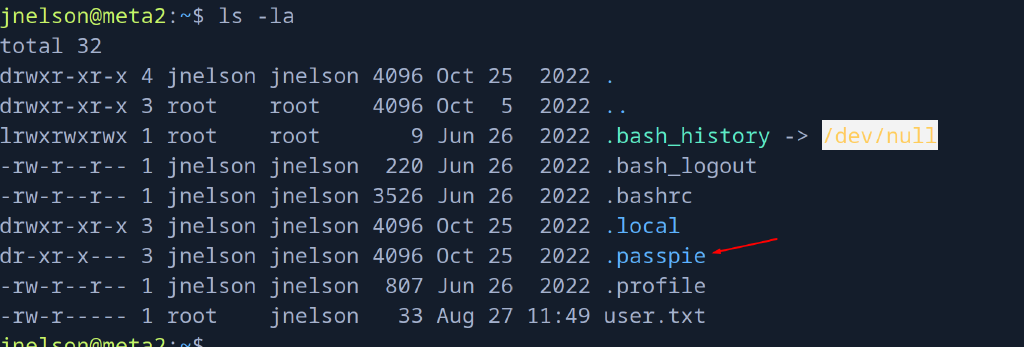 jnelson@meta2:~$ ls -la
total 32
drwxr-xr-x 4 jnelson jnelson 4096 Oct 25  2022 .
drwxr-xr-x 3 root    root    4096 Oct  5  2022 ..
lrwxrwxrwx 1 root    root       9 Jun 26  2022 .bash_history -> /dev/null
-rw-r--r-- 1 jnelson jnelson  220 Jun 26  2022 .bash_logout
-rw-r--r-- 1 jnelson jnelson 3526 Jun 26  2022 .bashrc
drwxr-xr-x 3 jnelson jnelson 4096 Oct 25  2022 .local
dr-xr-x--- 3 jnelson jnelson 4096 Oct 25  2022 .passpie
-rw-r--r-- 1 jnelson jnelson  807 Jun 26  2022 .profile
-rw-r----- 1 root    jnelson   33 Aug 27 11:49 user.txt
jnelson@meta2:~$